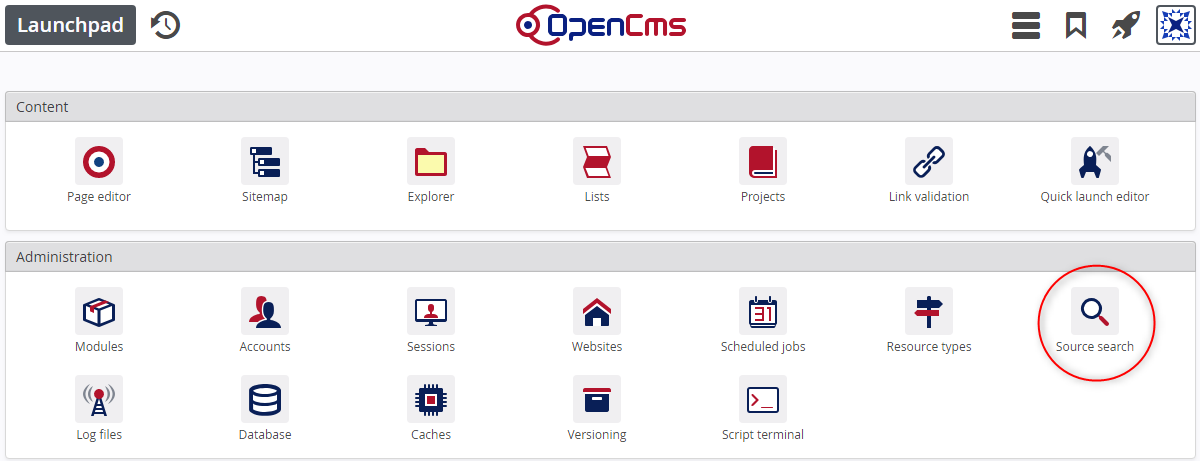 Launchpad
OpenCms
Content
Page editor
Sitemap
Explorer
Lists
Projects
Link validation
Quick launch editor
Administration
Modules
Accounts
Sessions
Websites
31
Scheduled jobs
Resource types
Source search
Log files
Database
Caches
Versioning
>_
Script terminal